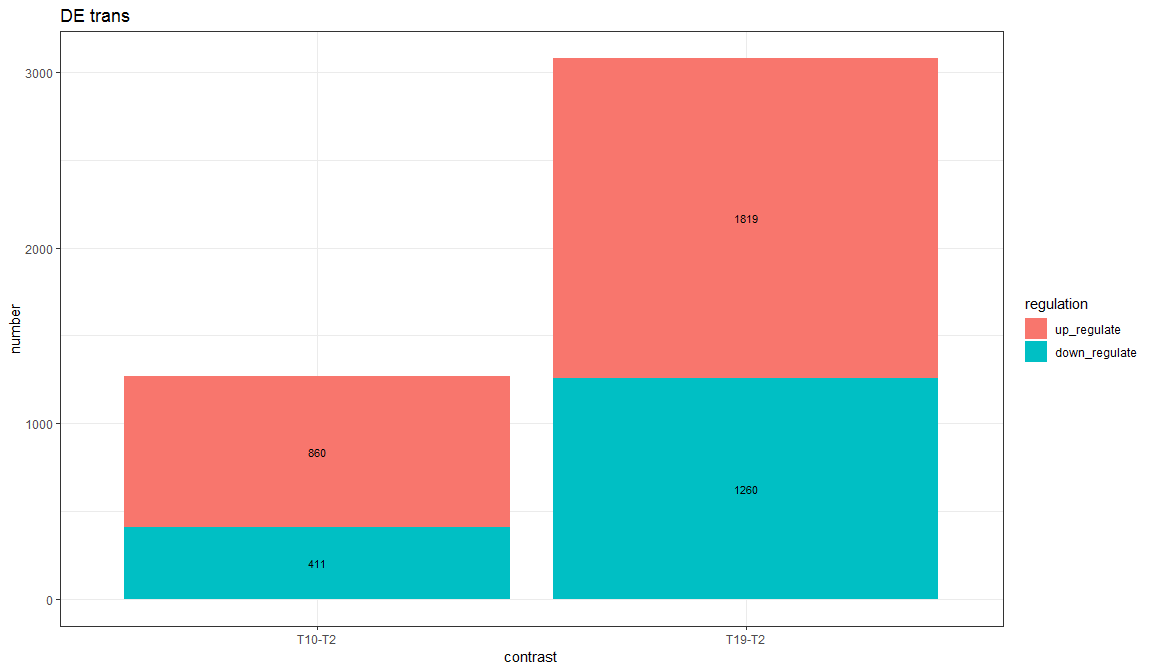 DE trans
number
3000
2000
1000
0
1819
860
1260
411
T10-T2
T19-T2
contrast
regulation
up_regulate
down_regulate